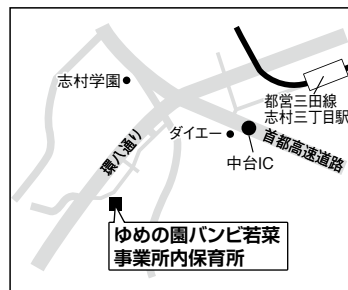 志村学園
都営三田線
志村三丁目駅
ダイエー
首都高速道路
環八通り
中台IC
ゆめの園バンビ若菜
事業所内保育所